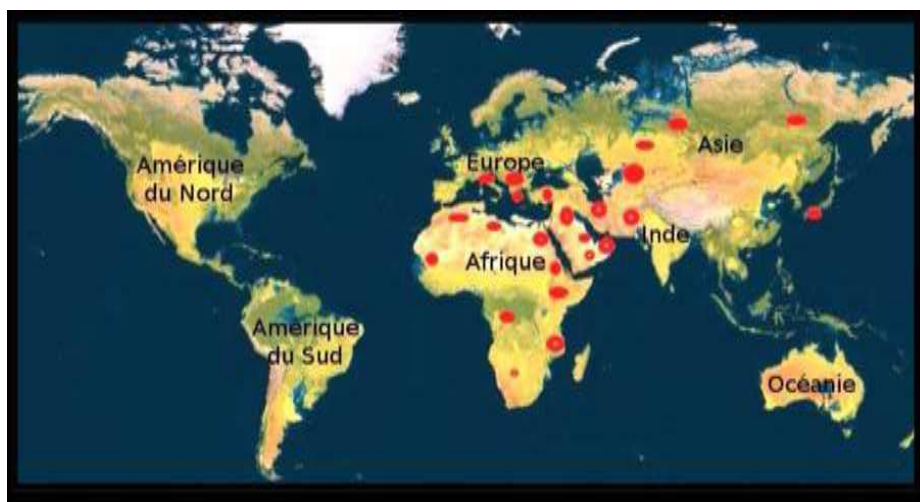 Amérique
du Nord
Europe
Asie
Inde
Afrique
Amérique
du Sud
Océanie